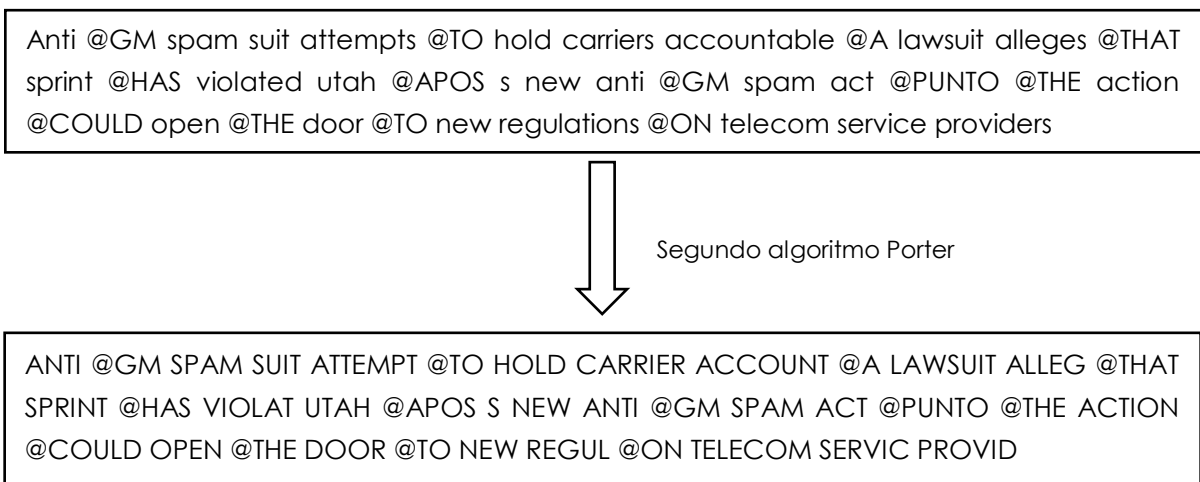 Anti @GM spam suit attempts @TO hold carriers accountable @A lawsuit alleges @THAT
sprint @HAS violated utah @APOS s new anti @GM spam act @PUNTO @THE action
@COULD open @THE door @TO new regulations @ON telecom service providers
Segundo algoritmo Porter
ANTI @GM SPAM SUIT ATTEMPT @TO HOLD CARRIER ACCOUNT @A LAWSUIT ALLEG @THAT
SPRINT @HAS VIOLAT UTAH @APOS S NEW ANTI @GM SPAM ACT @PUNTO @THE ACTION
@COULD OPEN @THE DOOR @TO NEW REGUL @ON TELECOM SERVIC PROVID